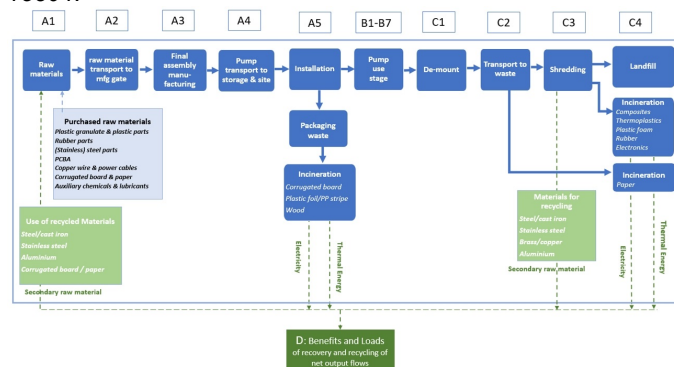 A1
A2
A3
A4
A5
B1-B7
C1
C2
C3
C4
Raw
materials
raw material
transport to
mfg gate
Final
assembly
manu-
facturing
Pump
transport to
storage & site
Installation
Pump
use
stage
De-mount
Transport to
waste
Shredding
Landfill
Purchased raw materials
Plastic granulate & plastic parts
Rubber parts
(Stainless) steel parts
PCBA
Copper wire & power cables
Corrugated board & paper
Auxiliary chemicals & lubricants
Packaging
waste
Incineration
Corrugated board
Plastic foil/PP stripe
Wood
Incineration
Composites
Thermoplastics
Plastic foam
Rubber
Electronics
Incineration
Paper
Use of recycled Materials
Steel/cast iron
Stainless steel
Aluminium
Corrugated board / paper
Secondary raw material
Electricity
Thermal Energy
Materials for
recycling
Steel/cast iron
Stainless steel
Brass/copper
Aluminium
Secondary raw material
Electricity
Thermal Energy
D: Benefits and Loads
of recovery and recycling of
net output flows